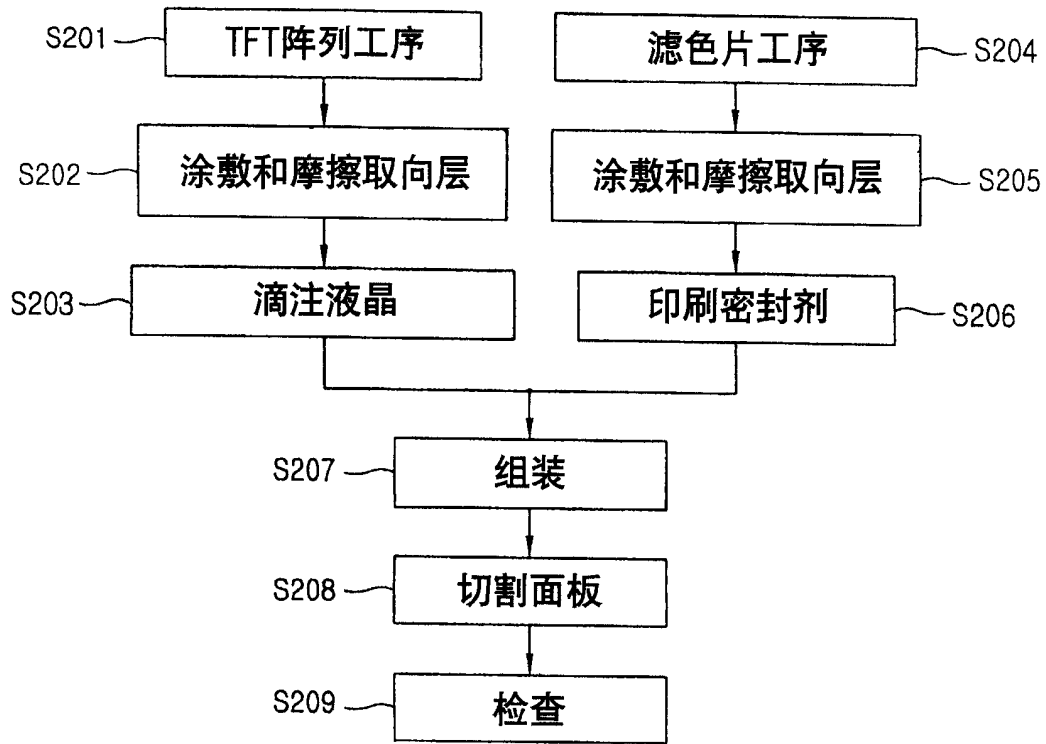 S201
TFT阵列工序
滤色片工序
S204
S202
涂敷和摩擦取向层
涂敷和摩擦取向层
S205
S203
滴注液晶
印刷密封剂
S206
S207
组装
S208
切割面板
S209
检查